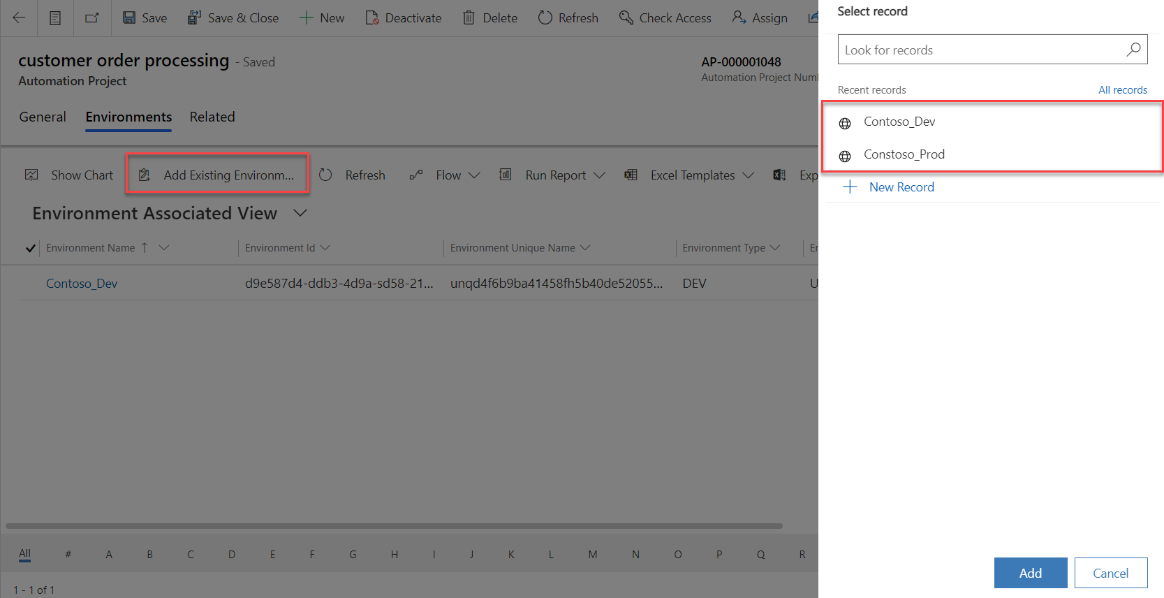 Save Save & Close New Deactivate Delete Refresh Check Access Assign
customer order processing - Saved
AP-000001048
Automation Project
Automation Project Num
General Environments Related
Show Chart Add Existing Environm... Refresh Flow Run Report Excel Templates Exp
Environment Associated View
Environment Name Environment Id Environment Unique Name Environment Type
Contoso_Dev d9e587d4-ddb3-4d9a-sd58-21... unqd4f6b9ba41458fh5b40de52055... DEV U
All # A B C D E F G H I J K L M N O P Q R
1 - 1 of 1
Select record
Look for records
Recent records All records
Contoso_Dev
Constoso_Prod
New Record
Add Cancel